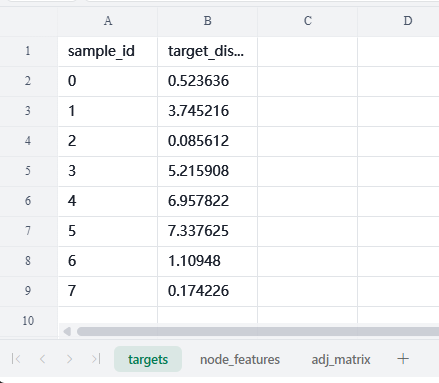 A B C D
1 sample_id target_dis...
2 0 0.523636
3 1 3.745216
4 2 0.085612
5 3 5.215908
6 4 6.957822
7 5 7.337625
8 6 1.10948
9 7 0.174226
10
targets node_features adj_matrix +